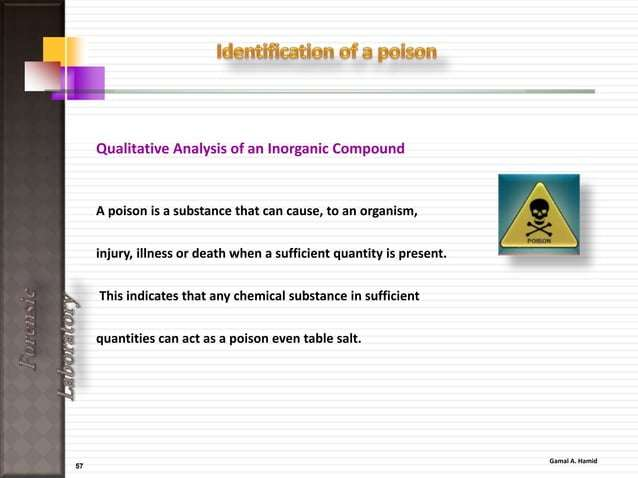 Identification of a poison
Qualitative Analysis of an Inorganic Compound
A poison is a substance that can cause, to an organism,
injury, illness or death when a sufficient quantity is present.
This indicates that any chemical substance in sufficient
quantities can act as a poison even table salt.
POISON
Forensic
Laboratory
57
Gamal A. Hamid